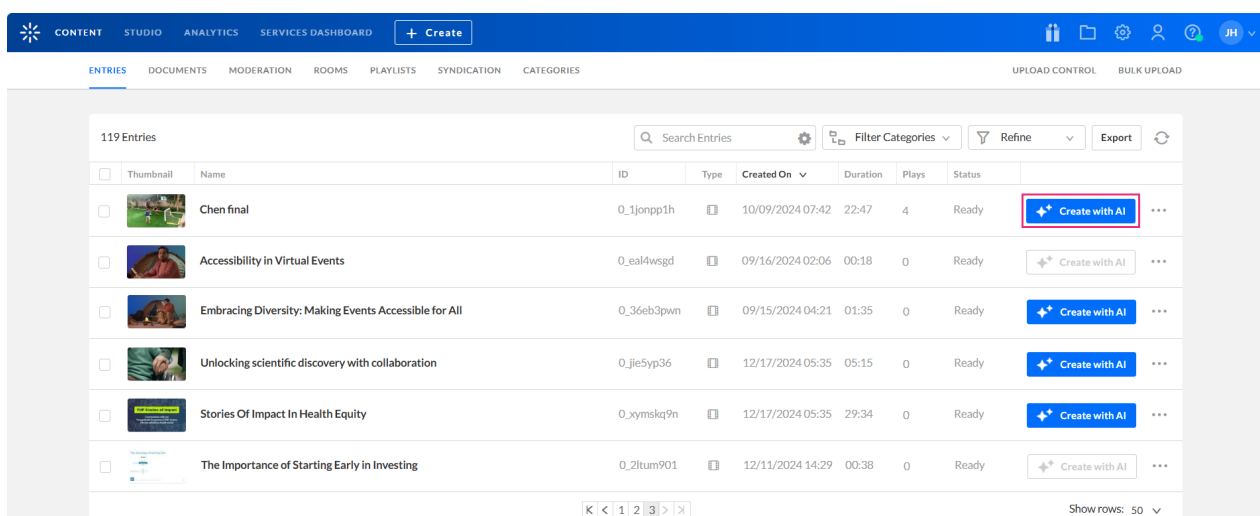 CONTENT STUDIO ANALYTICS SERVICES DASHBOARD + Create JH
ENTRIES DOCUMENTS MODERATION ROOMS PLAYLISTS SYNDICATION CATEGORIES UPLOAD CONTROL BULK UPLOAD
119 Entries Search Entries Filter Categories Refine Export
Thumbnail Name ID Type Created On Duration Plays Status
Chen final 0_1jonpp1h 10/09/2024 07:42 22:47 4 Ready Create with AI
Accessibility in Virtual Events 0_eal4wsgd 09/16/2024 02:06 00:18 0 Ready Create with AI
Embracing Diversity: Making Events Accessible for All 0_36eb3pwn 09/15/2024 04:21 01:35 0 Ready Create with AI
Unlocking scientific discovery with collaboration 0_jie5yp36 12/17/2024 05:35 05:15 0 Ready Create with AI
Stories Of Impact In Health Equity 0_xymskq9n 12/17/2024 05:35 29:34 0 Ready Create with AI
The Importance of Starting Early in Investing 0_2ltum901 12/11/2024 14:29 00:38 0 Ready Create with AI
1 2 3 Show rows: 50